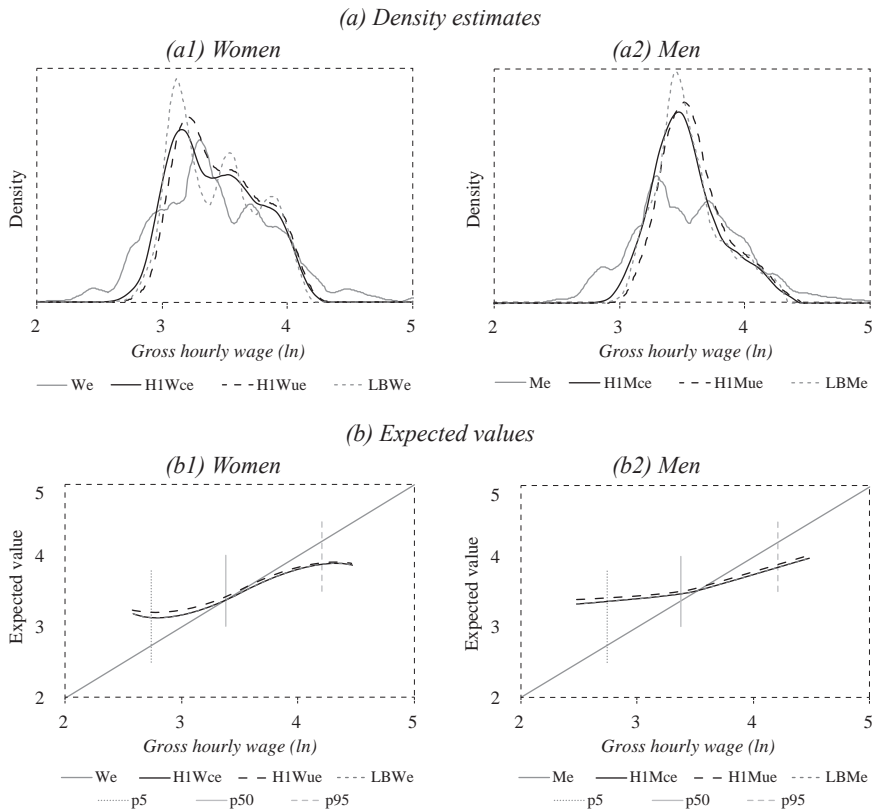 (a) Density estimates
(a1) Women
(a2) Men
Density
Density
2 3 4 5
2 3 4 5
Gross hourly wage (ln)
Gross hourly wage (ln)
We H1Wce H1Wue LBWe
Me H1Mce H1Mue LBMe
(b) Expected values
(b1) Women
(b2) Men
5
4
3
2
Expected value
5
4
3
2
Expected value
2 3 4 5
2 3 4 5
Gross hourly wage (ln)
Gross hourly wage (ln)
We H1Wce H1Wue LBWe
p5 p50 p95
Me H1Mce H1Mue LBMe
p5 p50 p95